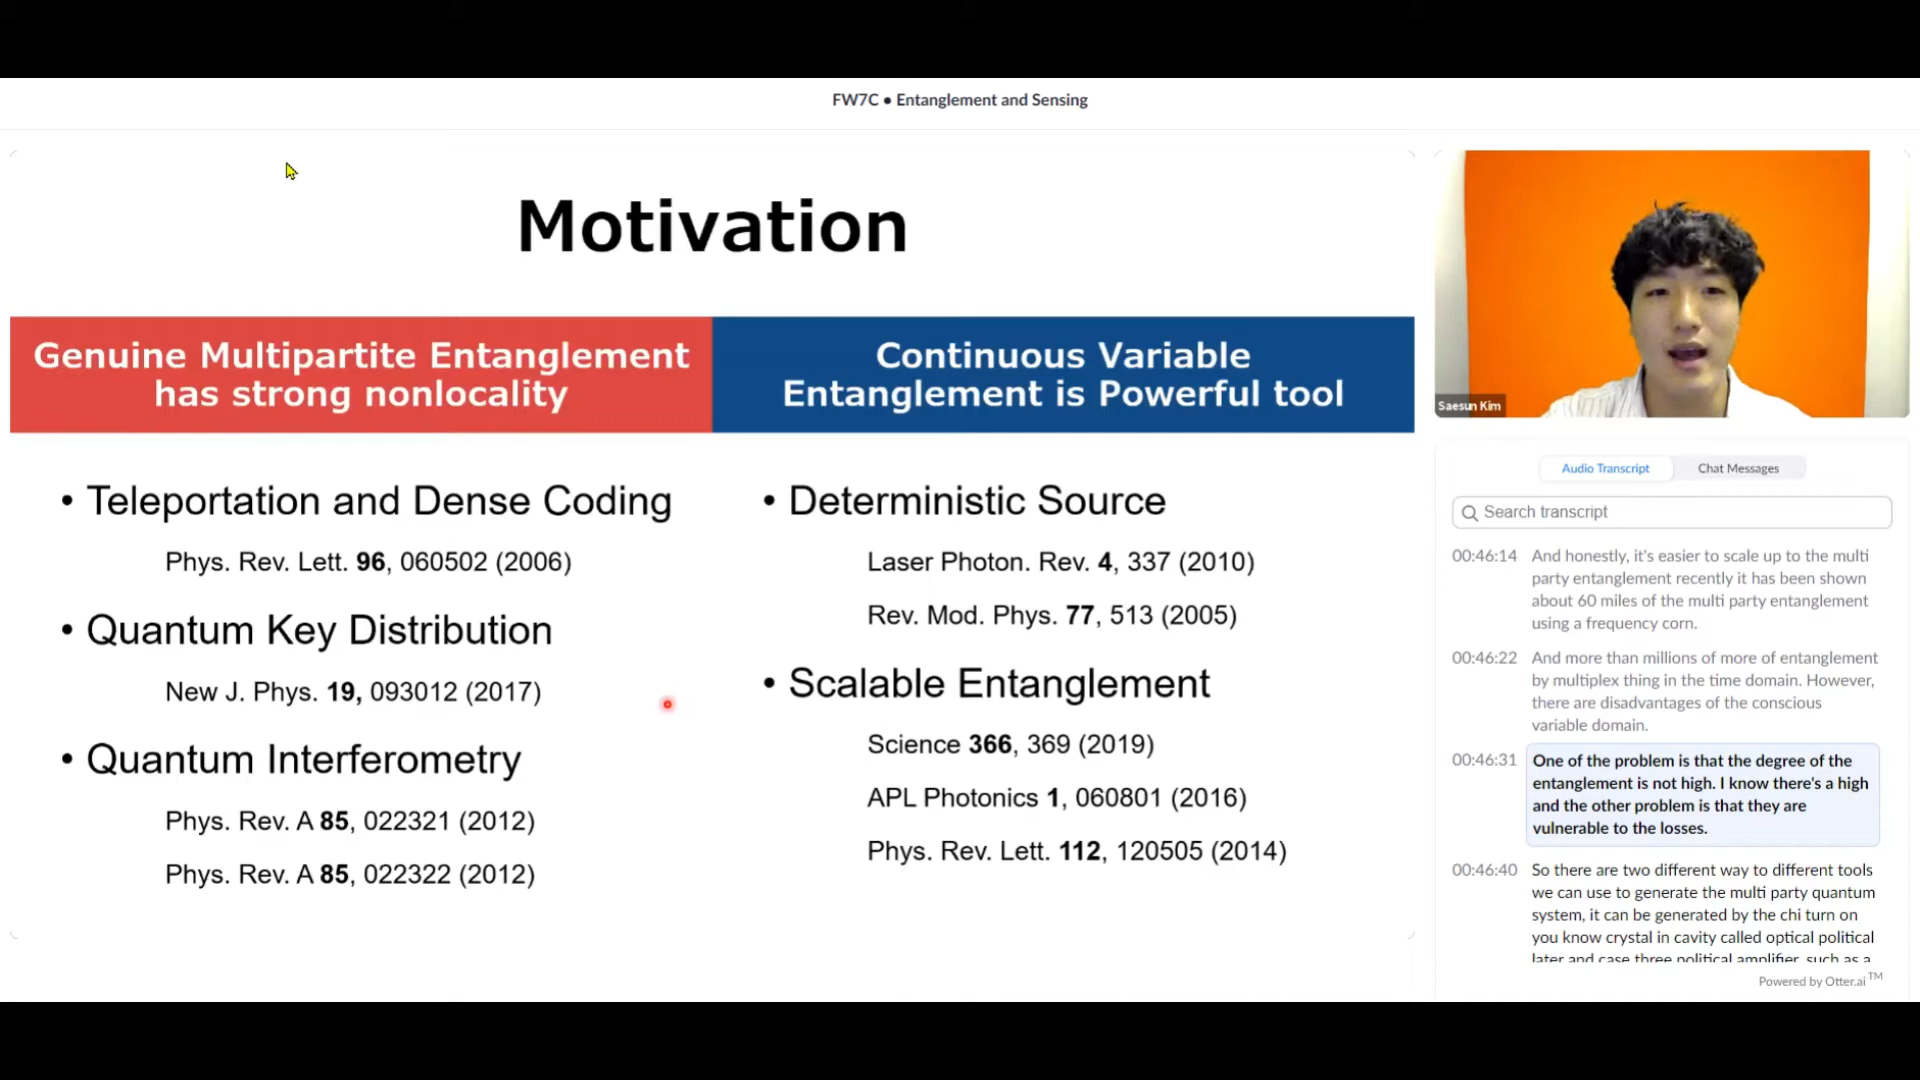 FW7C • Entanglement and Sensing
Motivation
Genuine Multipartite Entanglement
has strong nonlocality
• Teleportation and Dense Coding
Phys. Rev. Lett. 96, 060502 (2006)
• Quantum Key Distribution
New J. Phys. 19, 093012 (2017)
• Quantum Interferometry
Phys. Rev. A 85, 022321 (2012)
Phys. Rev. A 85, 022322 (2012)
Continuous Variable
Entanglement is Powerful tool
• Deterministic Source
Laser Photon. Rev. 4, 337 (2010)
Rev. Mod. Phys. 77, 513 (2005)
• Scalable Entanglement
Science 366, 369 (2019)
APL Photonics 1, 060801 (2016)
Phys. Rev. Lett. 112, 120505 (2014)
Saesun Kim
Audio Transcript
Chat Messages
Search transcript
00:46:14 And honestly, it's easier to scale up to the multi
party entanglement recently it has been shown
about 60 miles of the multi party entanglement
using a frequency corn.
00:46:22 And more than millions of more of entanglement
by multiplex thing in the time domain. However,
there are disadvantages of the conscious
variable domain.
00:46:31 One of the problem is that the degree of the
entanglement is not high. I know there's a high
and the other problem is that they are
vulnerable to the losses.
00:46:40 So there are two different way to different tools
we can use to generate the multi party quantum
system, it can be generated by the chi turn on
you know crystal in cavity called optical political
later and case three political amplifier, such as a
Powered by Otter.ai TM